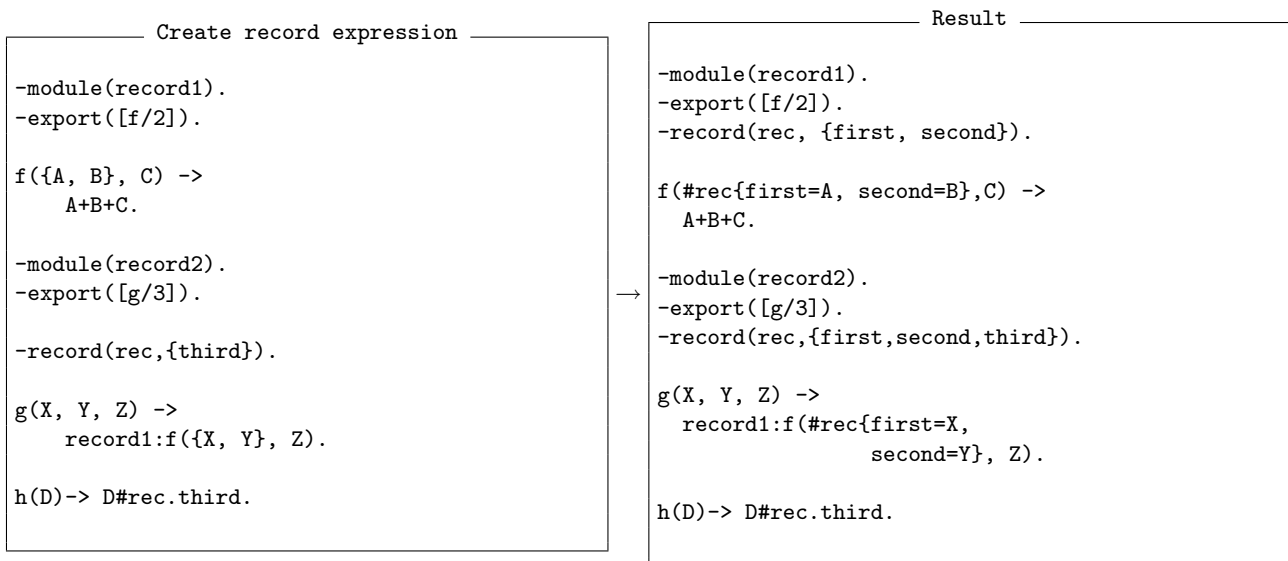 Create record expression
-module(record1).
-export([f/2]).
f({A, B}, C) ->
    A+B+C.
-module(record2).
-export([g/3]).
-record(rec,{third}).
g(X, Y, Z) ->
    record1:f({X, Y}, Z).
h(D)-> D#rec.third.
→
Result
-module(record1).
-export([f/2]).
-record(rec, {first, second}).
f(#rec{first=A, second=B},C) ->
  A+B+C.
-module(record2).
-export([g/3]).
-record(rec,{first,second,third}).
g(X, Y, Z) ->
  record1:f(#rec{first=X,
                 second=Y}, Z).
h(D)-> D#rec.third.